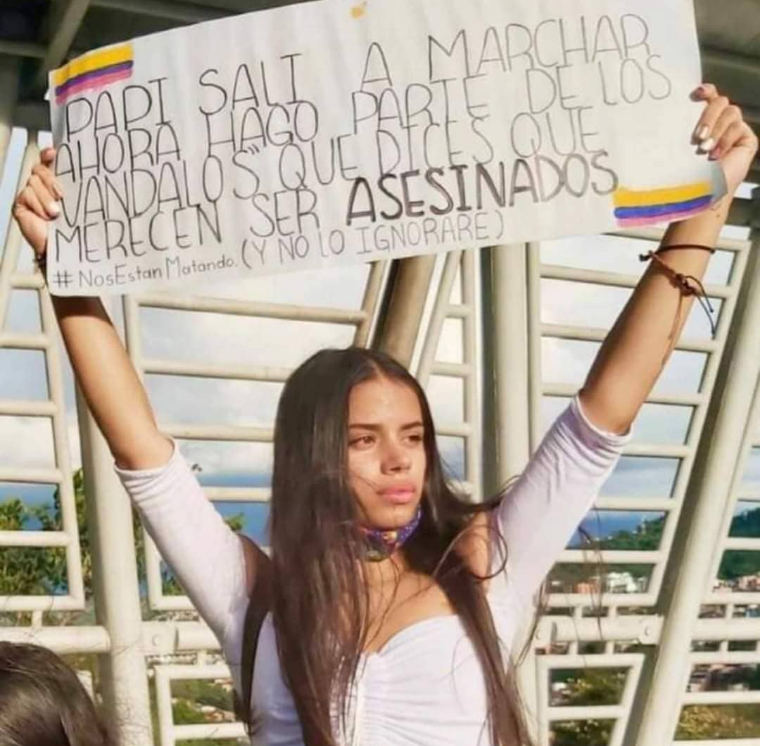 PAPI SALI A MARCHAR
AHORA HAGO PARTE DE LOS
VANDALOS" QUE DICES QUE
MERECEN SER ASESINADOS
#NosEstanMatando. (Y NO LO IGNORARE)